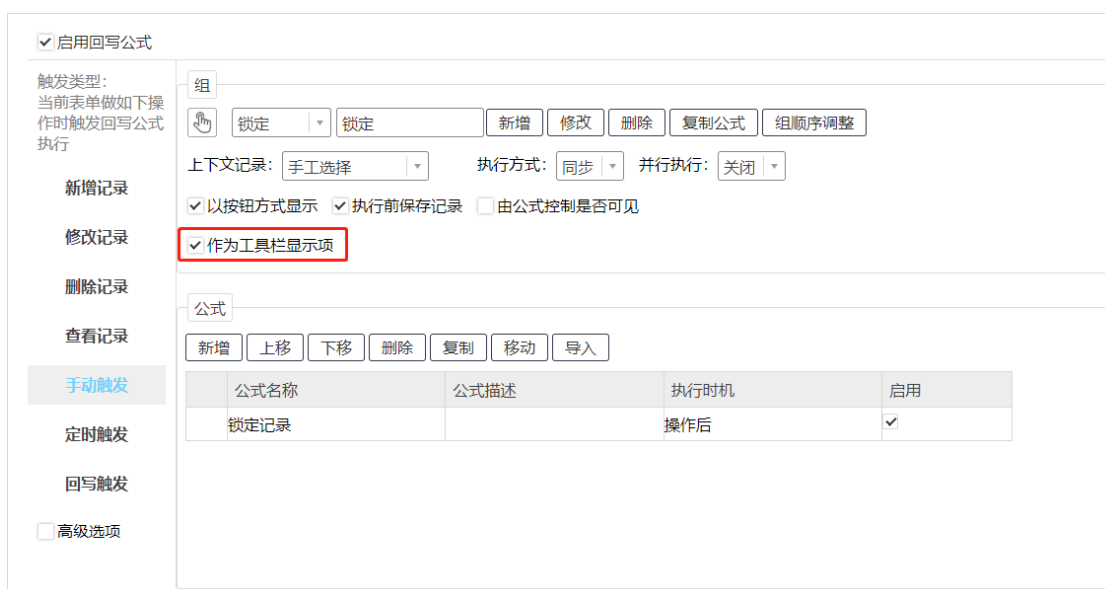 启用回写公式
触发类型：
当前表单做如下操
作时触发回写公式
执行
新增记录
修改记录
删除记录
查看记录
手动触发
定时触发
回写触发
高级选项
组
锁定 锁定 新增 修改 删除 复制公式 组顺序调整
上下文记录： 手工选择 执行方式： 同步 并行执行： 关闭
以按钮方式显示 执行前保存记录 由公式控制是否可见
作为工具栏显示项
公式
新增 上移 下移 删除 复制 移动 导入
公式名称 公式描述 执行时机 启用
锁定记录 操作后